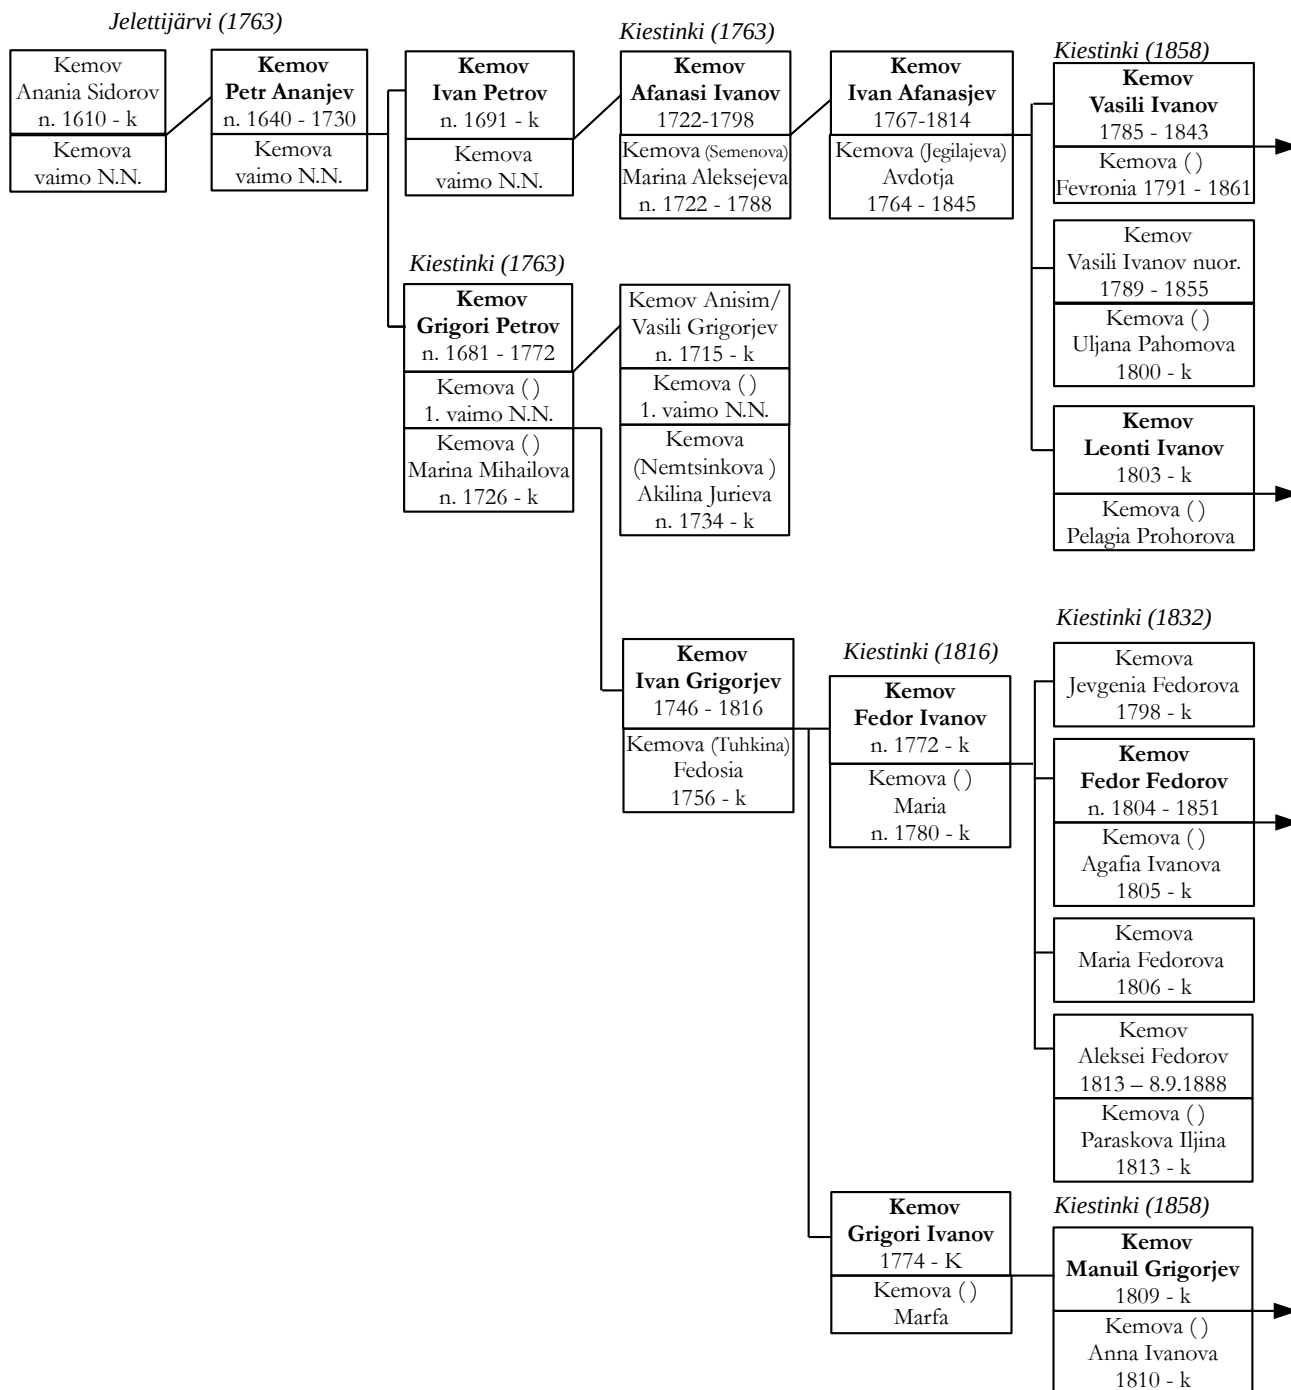 Jelettijärvi (1763)
Kemov
Anania Sidorov
n. 1610 - k
Kemova
vaimo N.N.
Kemov
Petr Ananjev
n. 1640 - 1730
Kemova
vaimo N.N.
Kemov
Ivan Petrov
n. 1691 - k
Kemova
vaimo N.N.
Kiestinki (1763)
Kemov
Afanasi Ivanov
1722-1798
Kemova (Semenova)
Marina Aleksejeva
n. 1722 - 1788
Kemov
Ivan Afanasjev
1767-1814
Kemova (Jegilajeva)
Avdotja
1764 - 1845
Kiestinki (1858)
Kemov
Vasili Ivanov
1785 - 1843
Kemova ( )
Fevronia 1791 - 1861
Kemov
Vasili Ivanov nuor.
1789 - 1855
Kemova ( )
Uljana Pahomova
1800 - k
Kemov
Leonti Ivanov
1803 - k
Kemova ( )
Pelagia Prohorova
Kiestinki (1763)
Kemov
Grigori Petrov
n. 1681 - 1772
Kemova ( )
1. vaimo N.N.
Kemova ( )
Marina Mihailova
n. 1726 - k
Kemov Anisim/
Vasili Grigorjev
n. 1715 - k
Kemova ( )
1. vaimo N.N.
Kemova
(Nemtsinkova )
Akilina Jurieva
n. 1734 - k
Kemov
Ivan Grigorjev
1746 - 1816
Kemova (Tuhkina)
Fedosia
1756 - k
Kiestinki (1816)
Kemov
Fedor Ivanov
n. 1772 - k
Kemova ( )
Maria
n. 1780 - k
Kiestinki (1832)
Kemova
Jevgenia Fedorova
1798 - k
Kemov
Fedor Fedorov
n. 1804 - 1851
Kemova ( )
Agafia Ivanova
1805 - k
Kemova
Maria Fedorova
1806 - k
Kemov
Aleksei Fedorov
1813 – 8.9.1888
Kemova ( )
Paraskova Iljina
1813 - k
Kemov
Grigori Ivanov
1774 - K
Kemova ( )
Marfa
Kiestinki (1858)
Kemov
Manuil Grigorjev
1809 - k
Kemova ( )
Anna Ivanova
1810 - k